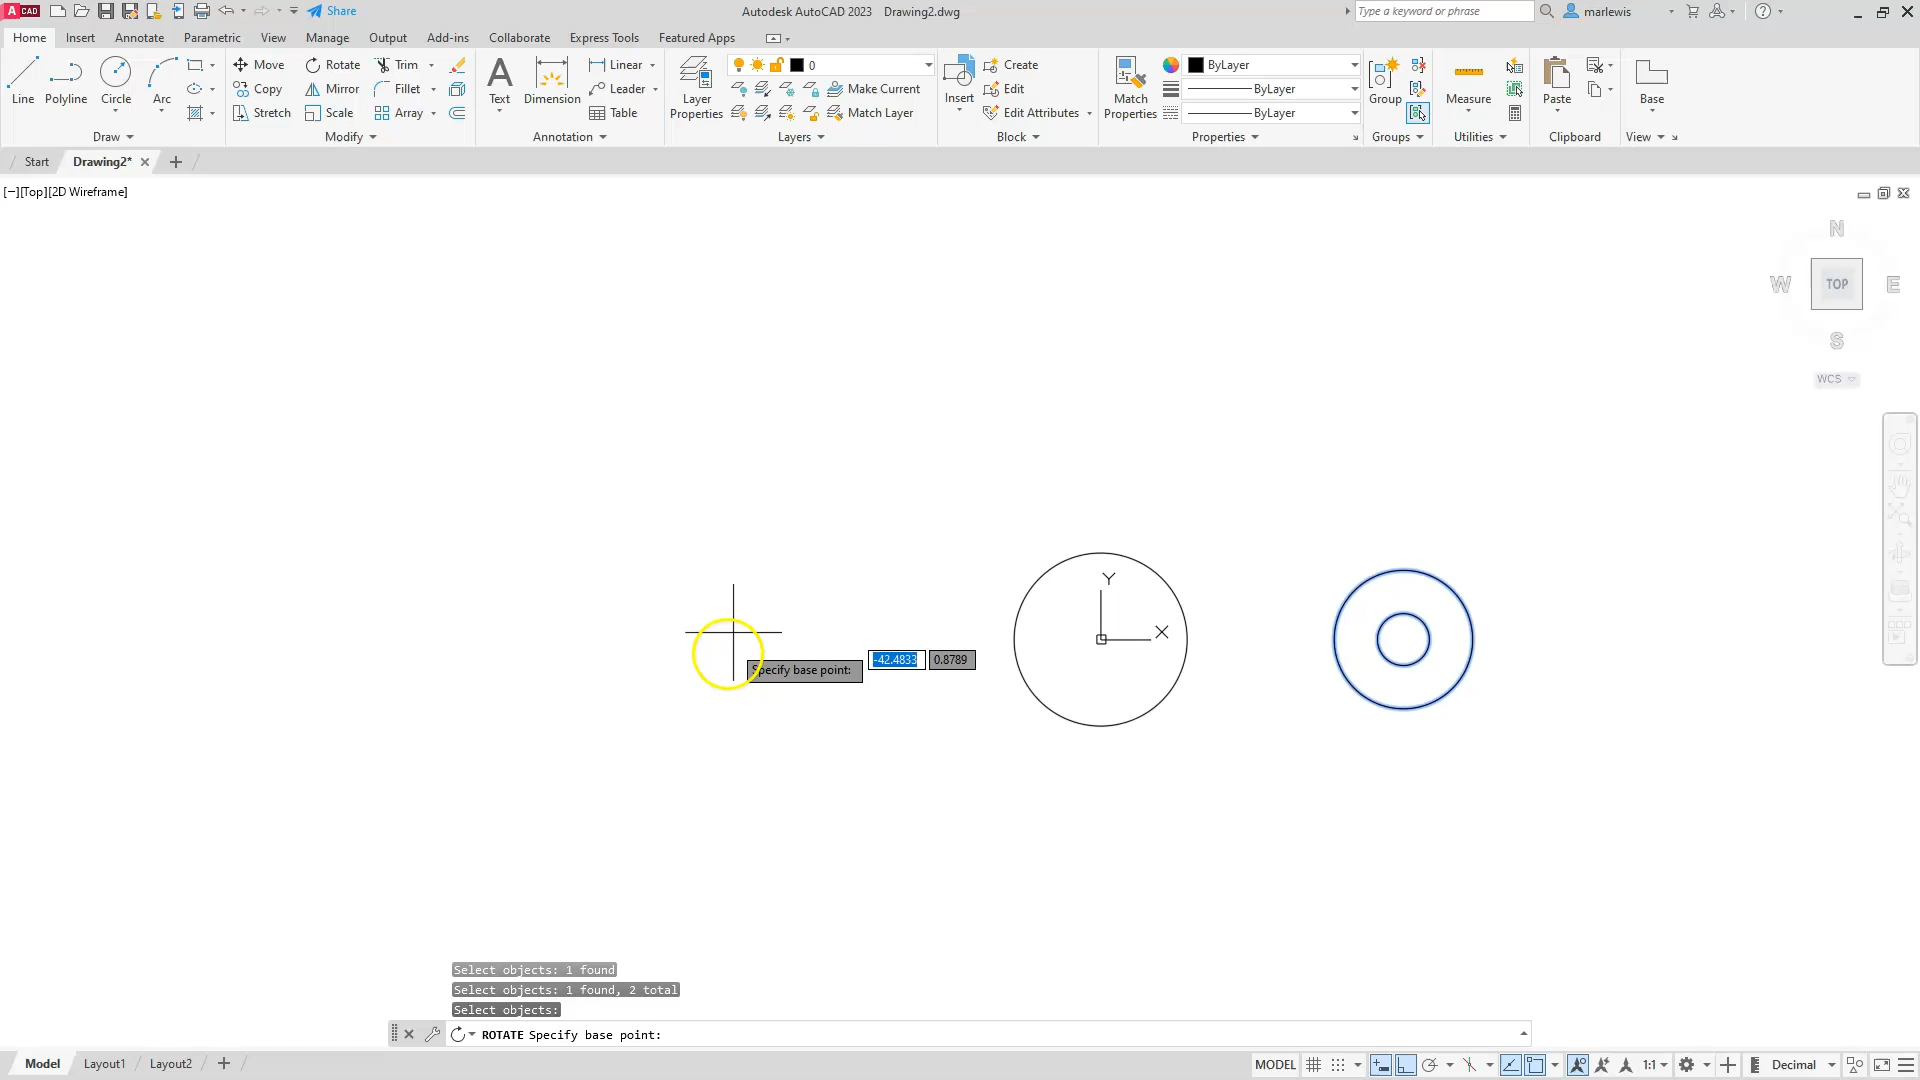 A CAD Share Autodesk AutoCAD 2023 Drawing2.dwg Type a keyword or phrase marlewis
Home Insert Annotate Parametric View Manage Output Add-ins Collaborate Express Tools Featured Apps
Line Polyline Circle Arc
Draw
Move Rotate Trim
Copy Mirror Fillet
Stretch Scale Array
Modify
Text Dimension
Linear
Leader
Table
Annotation
Layer
Properties
0
Make Current
Match Layer
Layers
Insert
Create
Edit
Edit Attributes
Block
Match
Properties
ByLayer
ByLayer
ByLayer
Properties
Group
Groups
Measure
Utilities
Paste
Clipboard
Base
View
Start Drawing2*
[−][Top][2D Wireframe]
N
W TOP E
S
WCS
Y
X
Specify base point: -42.4833 0.8789
Select objects: 1 found
Select objects: 1 found, 2 total
Select objects:
ROTATE Specify base point:
Model Layout1 Layout2 MODEL 1:1 Decimal